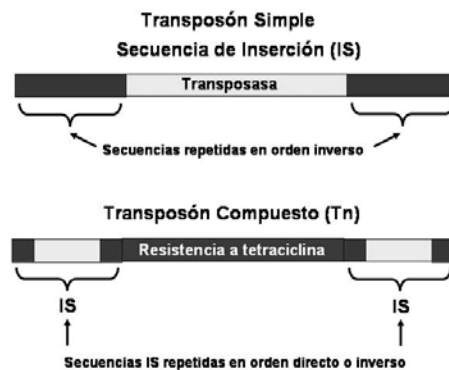 Transposón Simple
Secuencia de Inserción (IS)
Transposasa
Secuencias repetidas en orden inverso
Transposón Compuesto (Tn)
Resistencia a tetraciclina
IS IS
Secuencias IS repetidas en orden directo o inverso